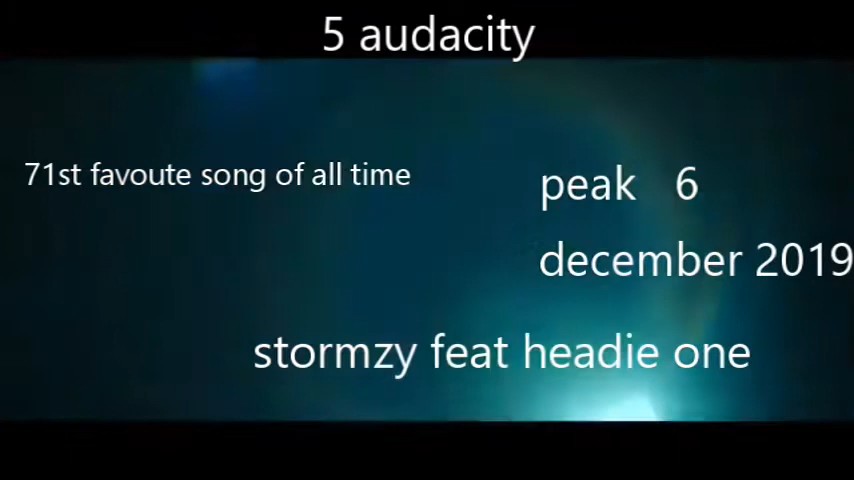 5 audacity
71st favoute song of all time
peak 6
december 2019
stormzy feat headie one